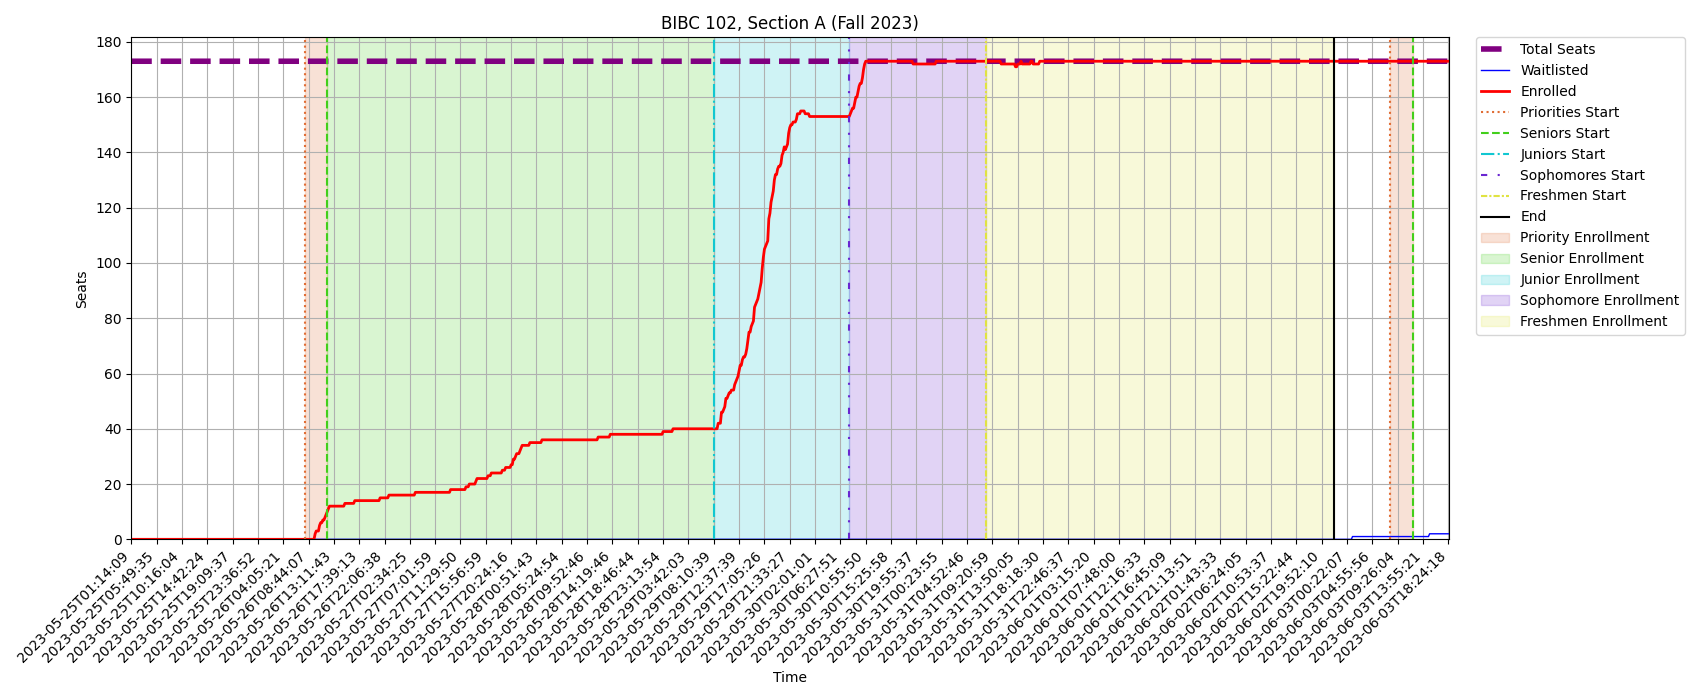 BIBC 102, Section A (Fall 2023)
180
160
140
120
100
80
60
40
20
0
Seats
2023-05-25T01:14:09
2023-05-25T05:49:35
2023-05-25T10:16:04
2023-05-25T14:42:24
2023-05-25T19:09:37
2023-05-25T23:36:52
2023-05-26T04:05:21
2023-05-26T08:44:07
2023-05-26T13:11:43
2023-05-26T17:39:13
2023-05-26T22:06:38
2023-05-27T02:34:25
2023-05-27T07:01:59
2023-05-27T11:29:50
2023-05-27T15:56:59
2023-05-27T20:24:16
2023-05-28T00:51:43
2023-05-28T05:24:54
2023-05-28T09:52:46
2023-05-28T14:19:46
2023-05-28T18:46:44
2023-05-28T23:13:54
2023-05-29T03:42:03
2023-05-29T08:10:39
2023-05-29T12:37:39
2023-05-29T17:05:26
2023-05-29T21:33:27
2023-05-30T02:01:01
2023-05-30T06:27:51
2023-05-30T10:55:50
2023-05-30T15:25:58
2023-05-30T19:55:37
2023-05-31T00:23:55
2023-05-31T04:52:46
2023-05-31T09:20:59
2023-05-31T13:50:05
2023-05-31T18:18:30
2023-05-31T22:46:37
2023-06-01T03:15:20
2023-06-01T07:48:00
2023-06-01T12:16:33
2023-06-01T16:45:09
2023-06-01T21:13:51
2023-06-02T01:43:33
2023-06-02T06:24:05
2023-06-02T10:53:37
2023-06-02T15:22:44
2023-06-02T19:52:10
2023-06-03T00:22:07
2023-06-03T04:55:56
2023-06-03T09:26:04
2023-06-03T13:55:21
2023-06-03T18:24:18
Time
Total Seats
Waitlisted
Enrolled
Priorities Start
Seniors Start
Juniors Start
Sophomores Start
Freshmen Start
End
Priority Enrollment
Senior Enrollment
Junior Enrollment
Sophomore Enrollment
Freshmen Enrollment